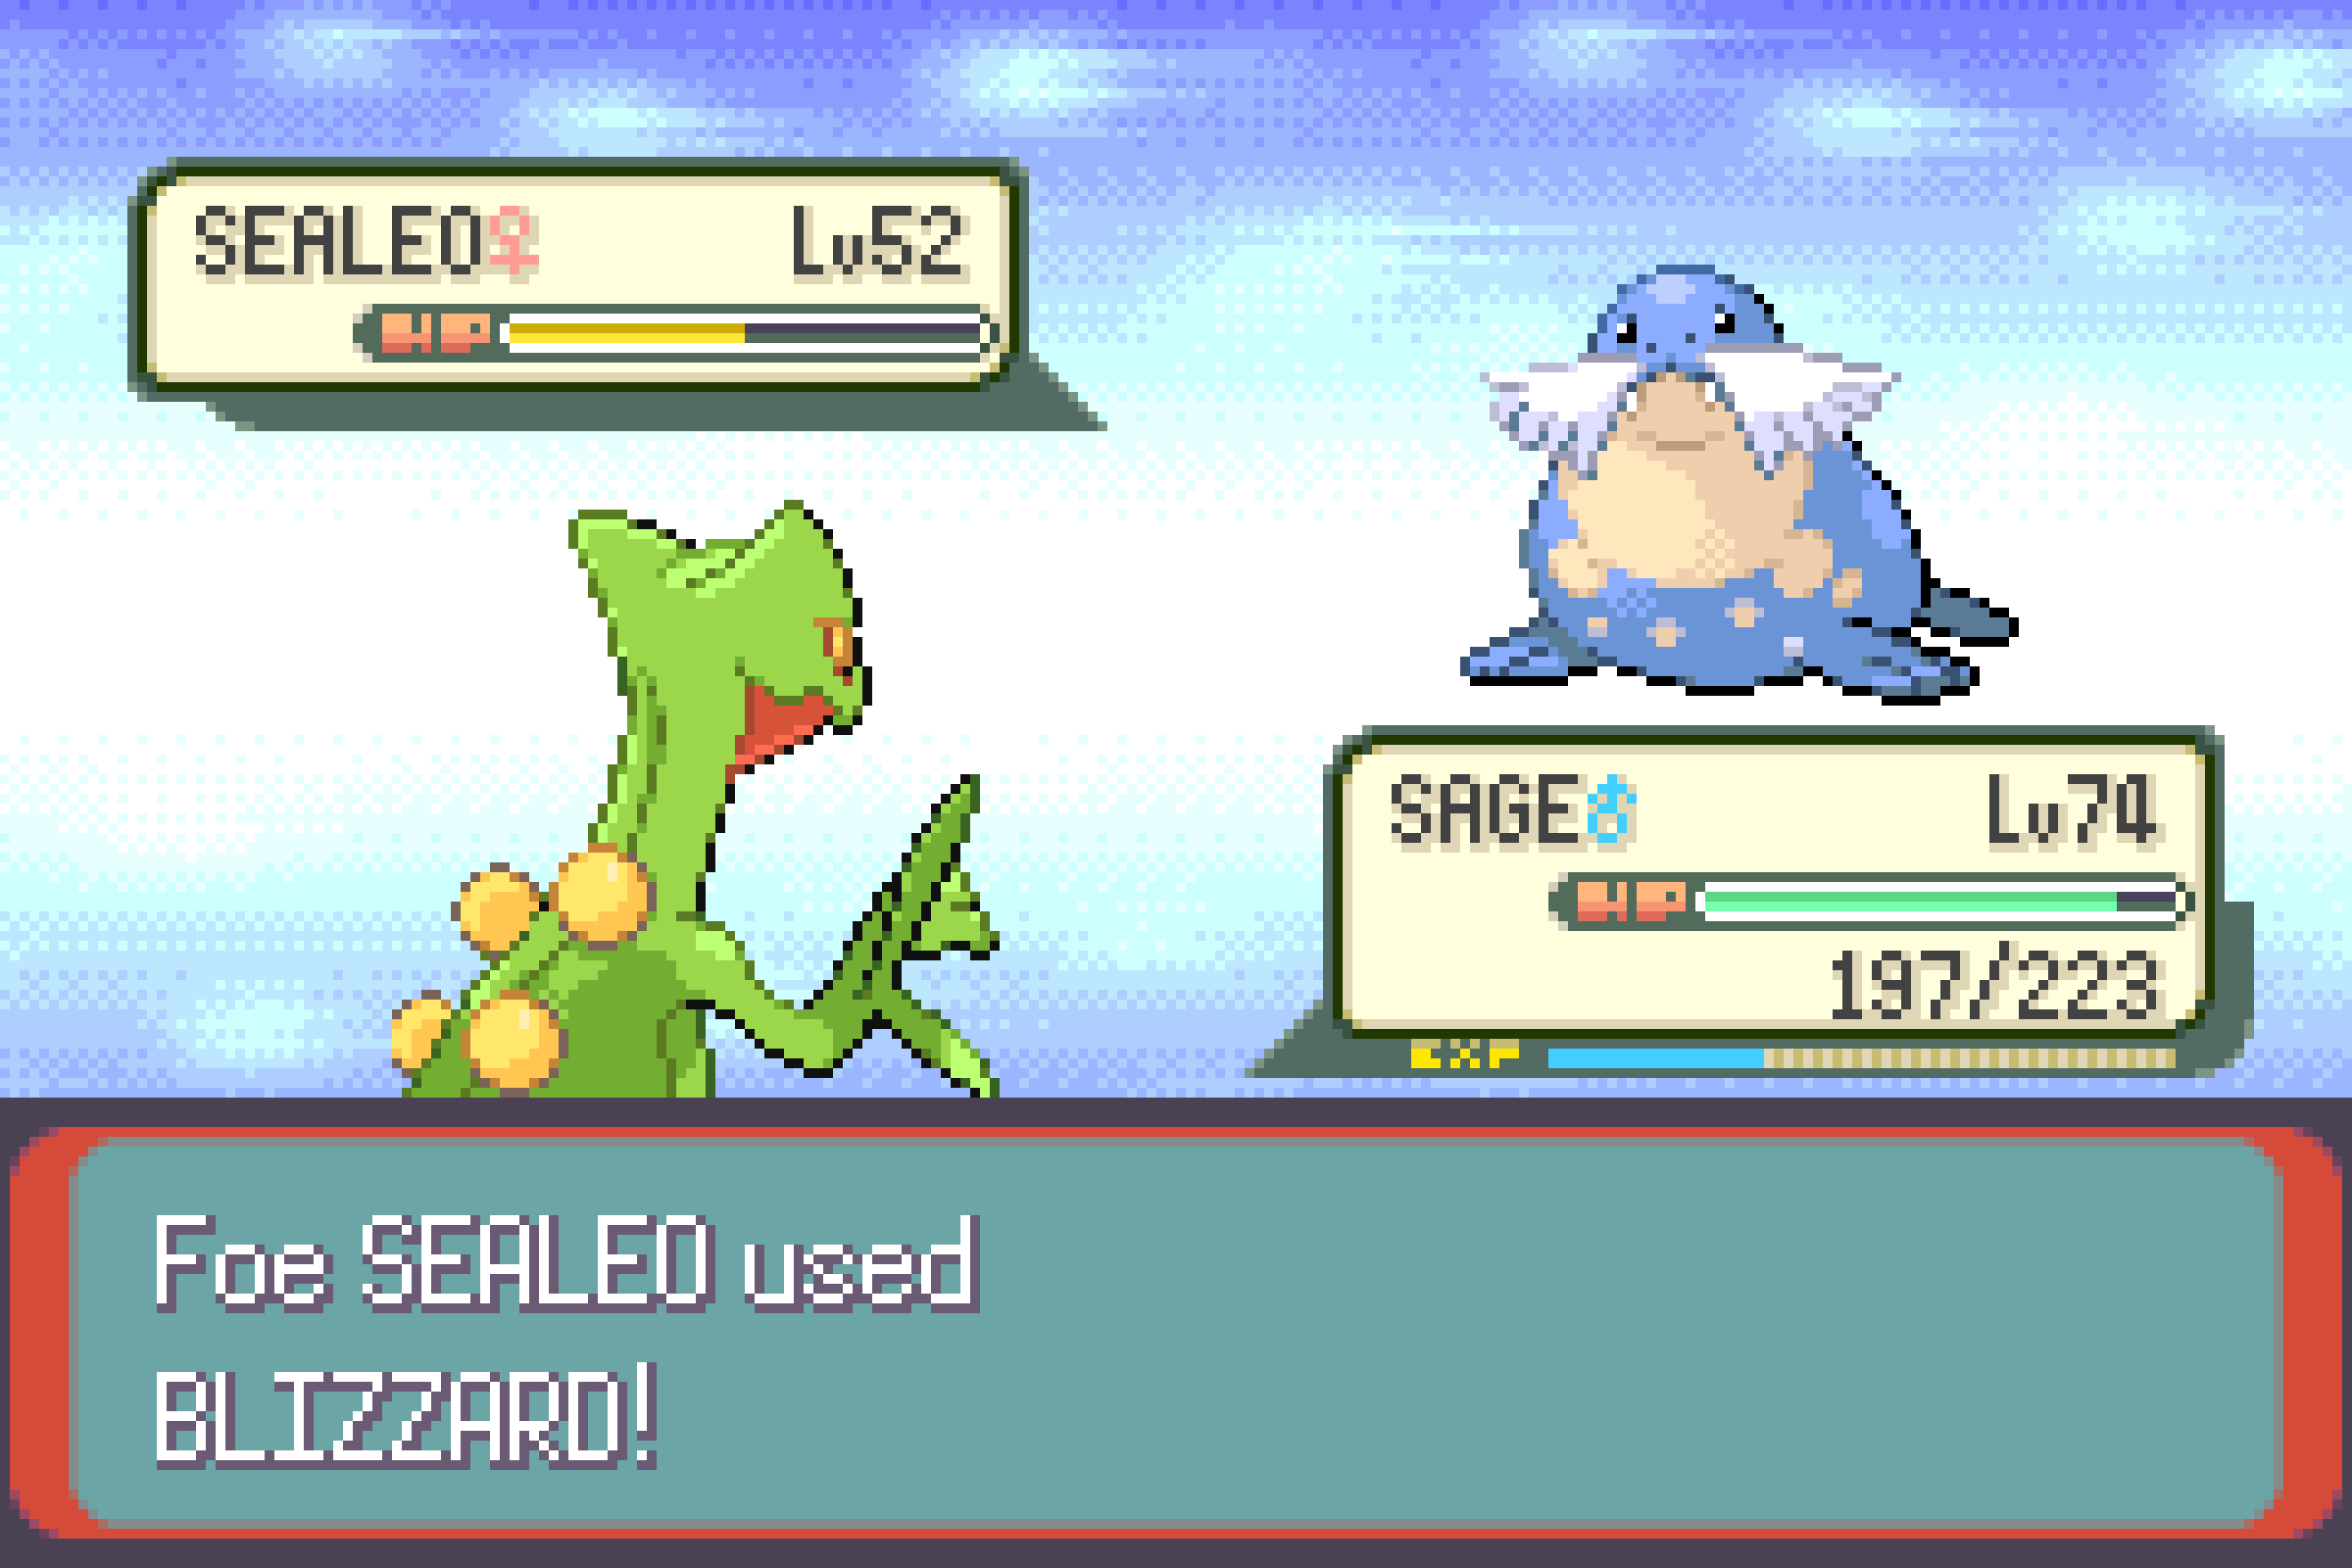 SEALEO♀ Lv52
HP
SAGE♂ Lv74
HP
197/223
EXP
Foe SEALEO used
BLIZZARD!